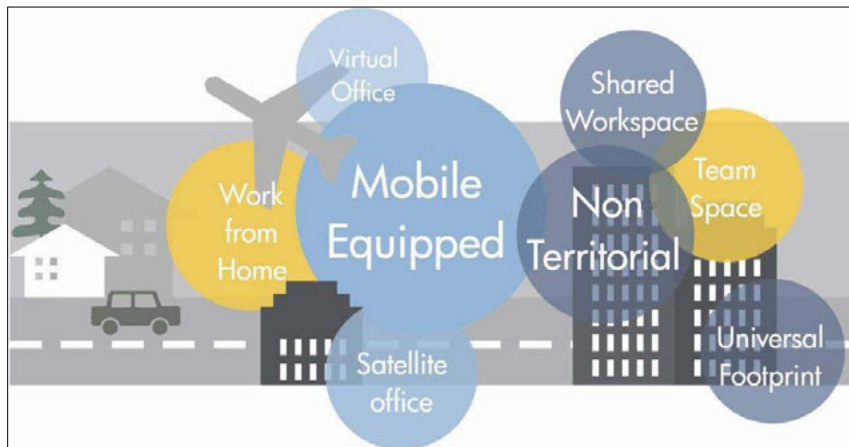 Virtual
Office
Shared
Workspace
Work
from
Home
Mobile
Equipped
Non
Territorial
Team
Space
Satellite
office
Universal
Footprint